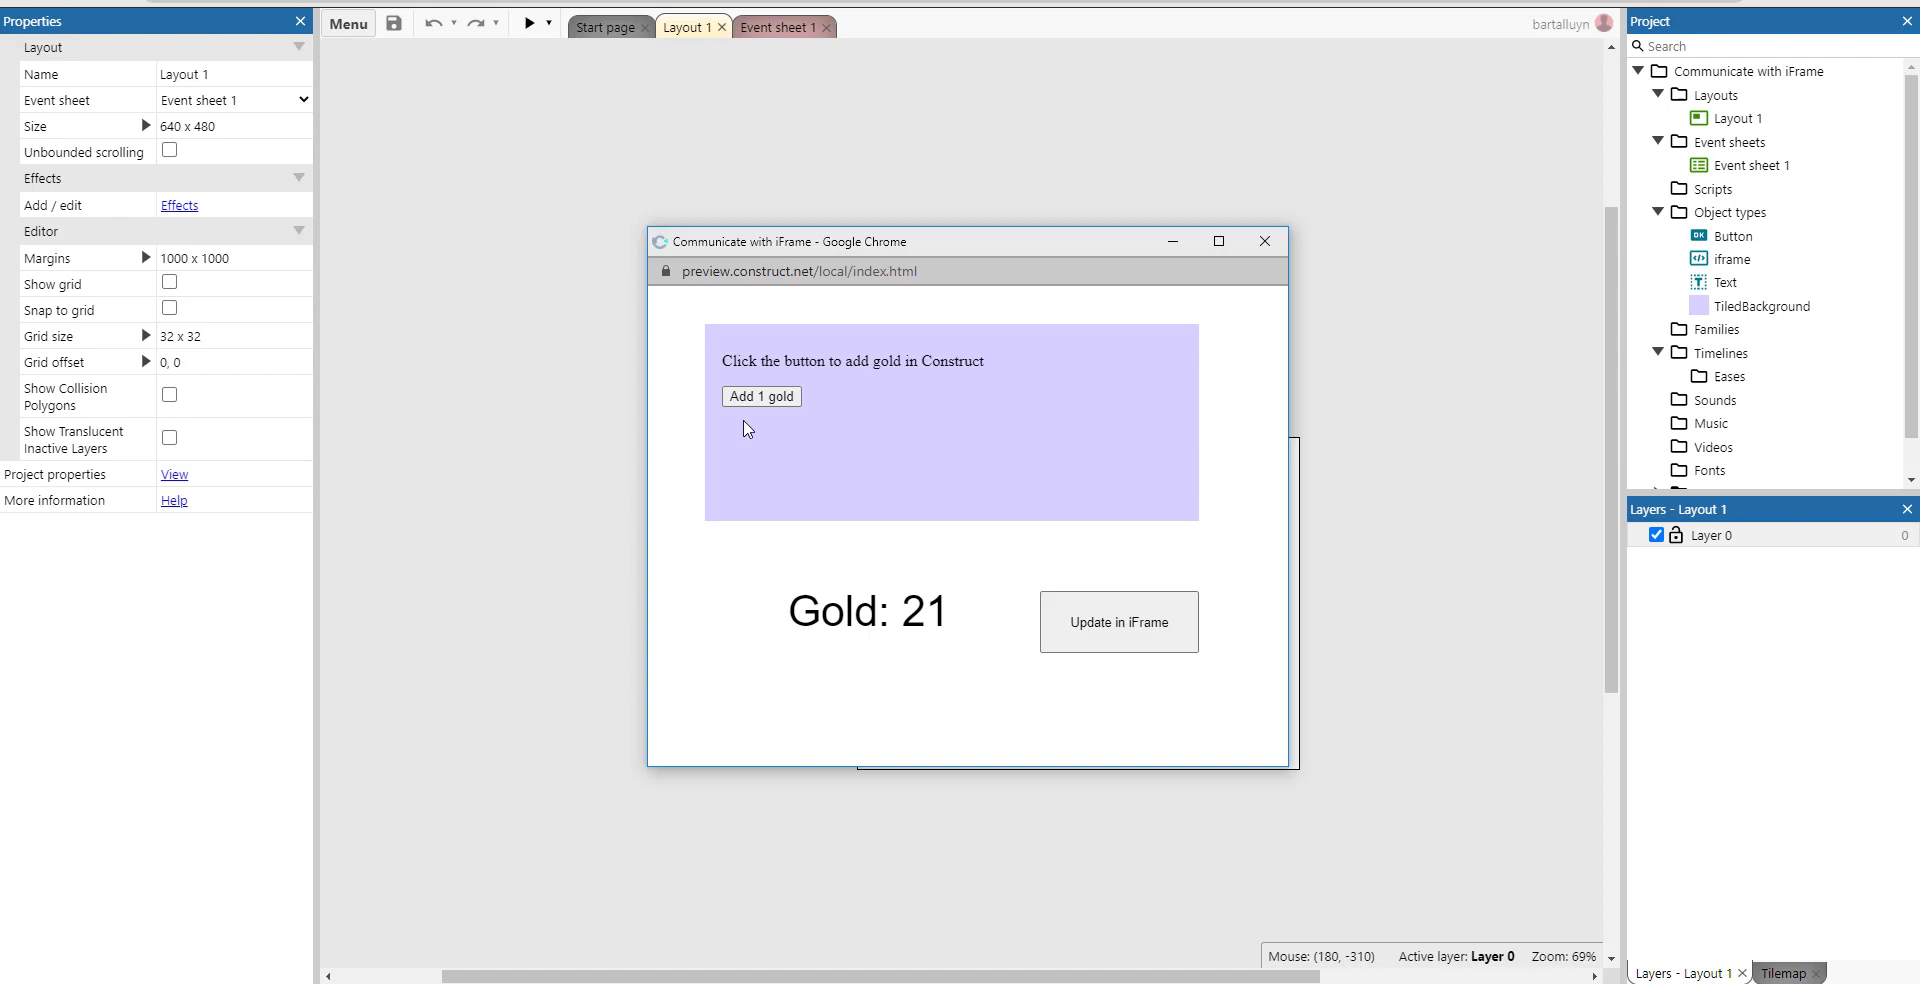 Properties
Layout
Name Layout 1
Event sheet Event sheet 1
Size 640 x 480
Unbounded scrolling
Effects
Add / edit Effects
Editor
Margins 1000 x 1000
Show grid
Snap to grid
Grid size 32 x 32
Grid offset 0, 0
Show Collision
Polygons
Show Translucent
Inactive Layers
Project properties View
More information Help
Menu
Start page Layout 1 Event sheet 1
bartalluyn
Communicate with iFrame - Google Chrome
preview.construct.net/local/index.html
Click the button to add gold in Construct
Add 1 gold
Gold: 21
Update in iFrame
Mouse: (180, -310) Active layer: Layer 0 Zoom: 69%
Project
Search
Communicate with iFrame
Layouts
Layout 1
Event sheets
Event sheet 1
Scripts
Object types
OK Button
iframe
T Text
TiledBackground
Families
Timelines
Eases
Sounds
Music
Videos
Fonts
Layers - Layout 1
Layer 0 0
Layers - Layout 1 Tilemap